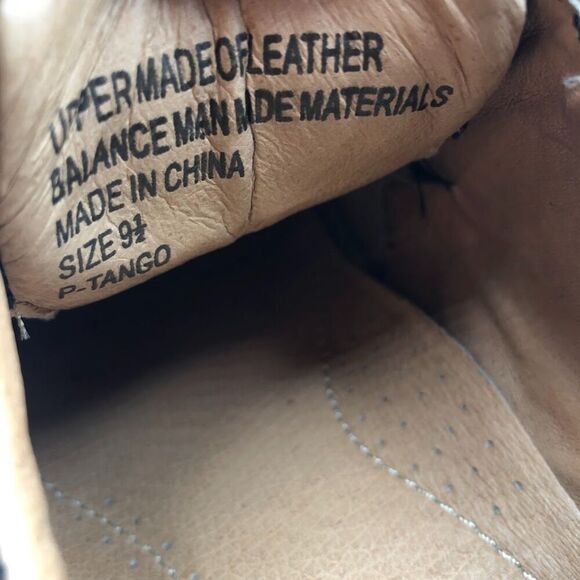 UPPER MADE OF LEATHER
BALANCE MAN MADE MATERIALS
MADE IN CHINA
SIZE 9½
P-TANGO